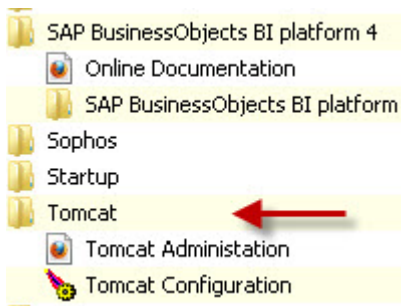 SAP BusinessObjects BI platform 4
Online Documentation
SAP BusinessObjects BI platform
Sophos
Startup
Tomcat
Tomcat Administation
Tomcat Configuration